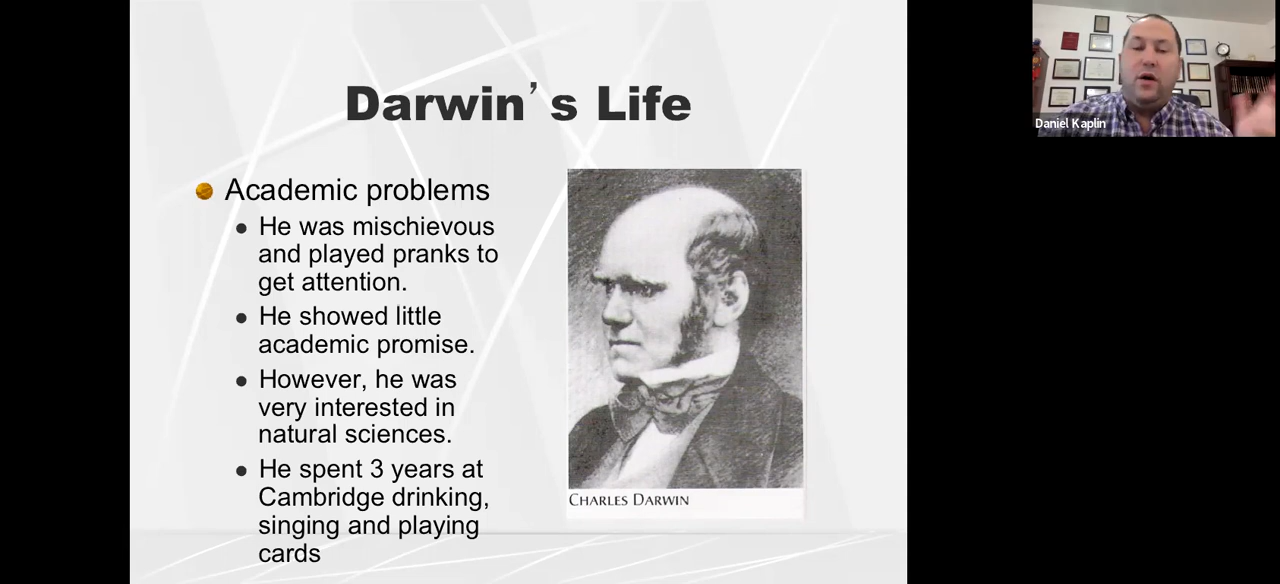 Darwin’s Life
Daniel Kaplin
Academic problems
He was mischievous
and played pranks to
get attention.
He showed little
academic promise.
However, he was
very interested in
natural sciences.
He spent 3 years at
Cambridge drinking,
singing and playing
cards
CHARLES DARWIN